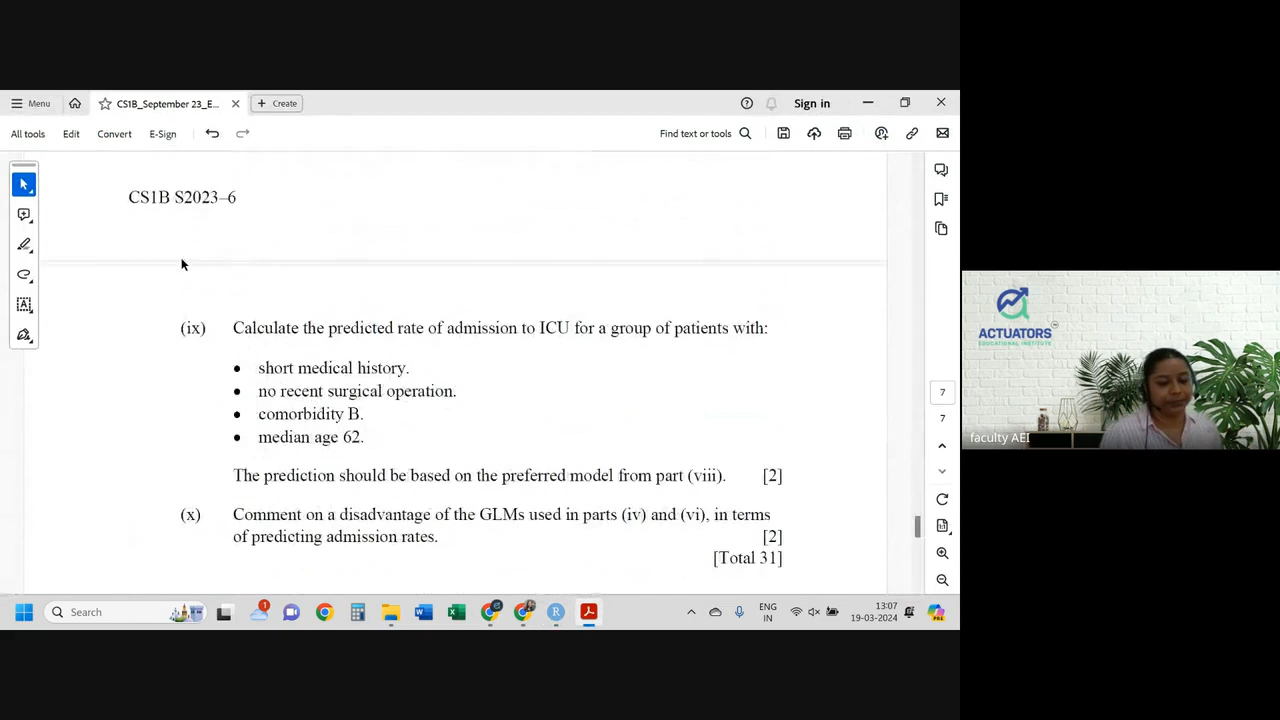 Menu
CS1B_September 23_E...
Create
Sign in
All tools
Edit
Convert
E-Sign
Find text or tools
CS1B S2023–6
(ix) Calculate the predicted rate of admission to ICU for a group of patients with:
• short medical history.
• no recent surgical operation.
• comorbidity B.
• median age 62.
The prediction should be based on the preferred model from part (viii). [2]
(x) Comment on a disadvantage of the GLMs used in parts (iv) and (vi), in terms
of predicting admission rates. [2]
[Total 31]
7
7
ACTUATORS
EDUCATIONAL INSTITUTE
faculty AEI
Search
1
ENG
IN
13:07
19-03-2024